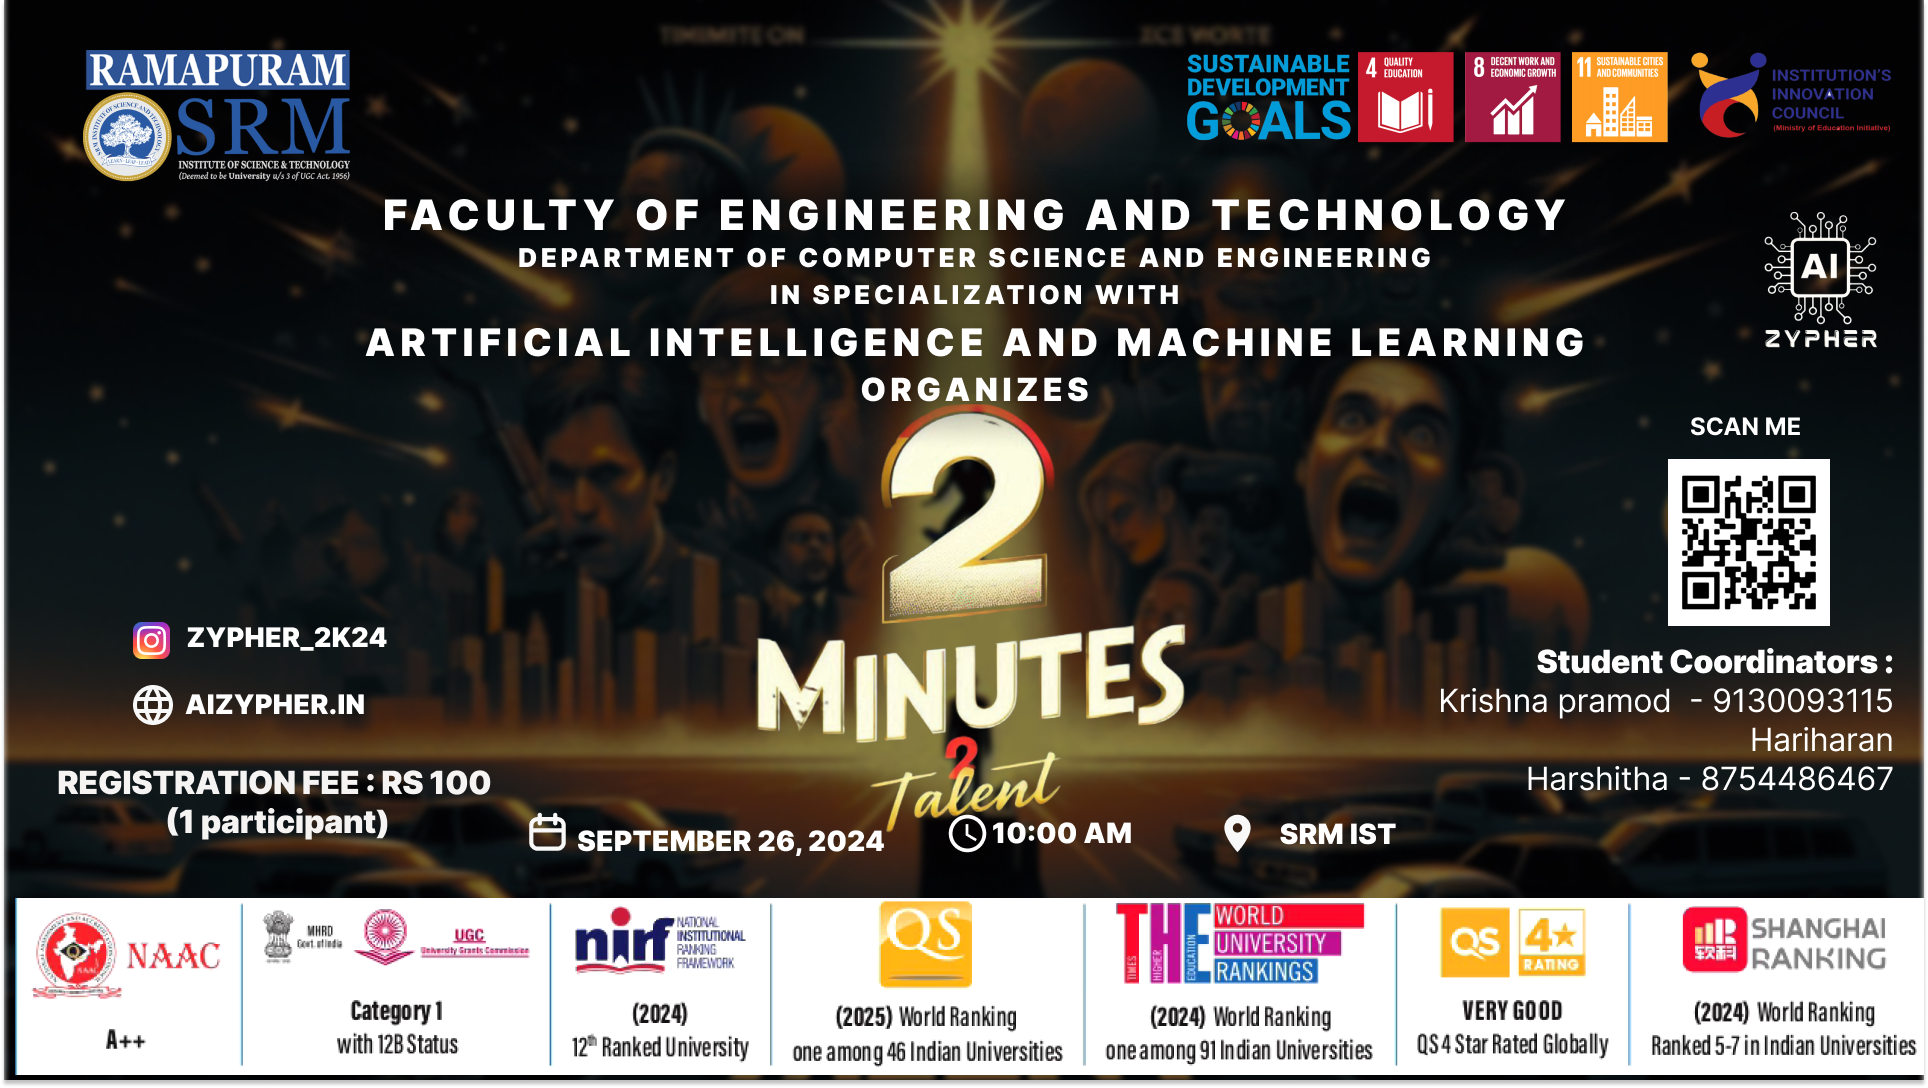 RAMAPURAM
SRM
INSTITUTE OF SCIENCE & TECHNOLOGY
(Deemed to be University u/s 3 of UGC Act, 1956)
SUSTAINABLE
DEVELOPMENT
GOALS
4 QUALITY
EDUCATION
8 DECENT WORK AND
ECONOMIC GROWTH
11 SUSTAINABLE CITIES
AND COMMUNITIES
INSTITUTION'S
INNOVATION
COUNCIL
(Ministry of Education Initiative)
FACULTY OF ENGINEERING AND TECHNOLOGY
DEPARTMENT OF COMPUTER SCIENCE AND ENGINEERING
IN SPECIALIZATION WITH
ARTIFICIAL INTELLIGENCE AND MACHINE LEARNING
ORGANIZES
AI
ZYPHER
SCAN ME
2
MINUTES
2
Talent
ZYPHER_2K24
AIZYPHER.IN
REGISTRATION FEE : RS 100
(1 participant)
Student Coordinators :
Krishna pramod - 9130093115
Hariharan
Harshitha - 8754486467
SEPTEMBER 26, 2024
10:00 AM
SRM IST
NAAC
A++
MHRD
Govt. of India
UGC
University Grants Commission
Category 1
with 12B Status
nirf
NATIONAL
INSTITUTIONAL
RANKING
FRAMEWORK
(2024)
12th Ranked University
QS
(2025) World Ranking
one among 46 Indian Universities
THE
TIMES HIGHER EDUCATION
WORLD
UNIVERSITY
RANKINGS
(2024) World Ranking
one among 91 Indian Universities
QS 4★
RATING
VERY GOOD
QS 4 Star Rated Globally
软科
SHANGHAI
RANKING
(2024) World Ranking
Ranked 5-7 in Indian Universities